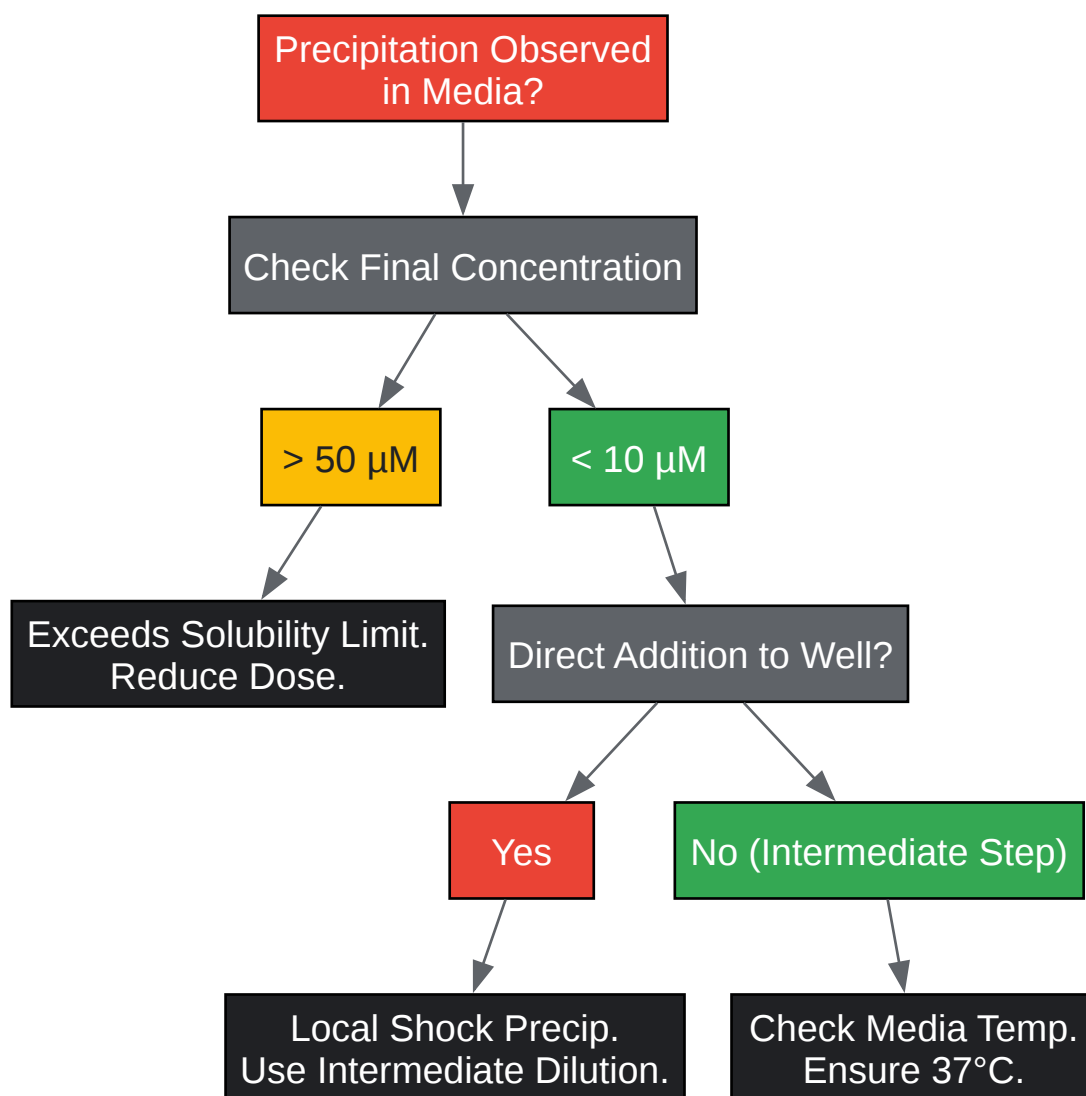 Precipitation Observed
in Media?
Check Final Concentration
> 50 µM
< 10 µM
Exceeds Solubility Limit.
Reduce Dose.
Direct Addition to Well?
Yes
No (Intermediate Step)
Local Shock Precip.
Use Intermediate Dilution.
Check Media Temp.
Ensure 37°C.